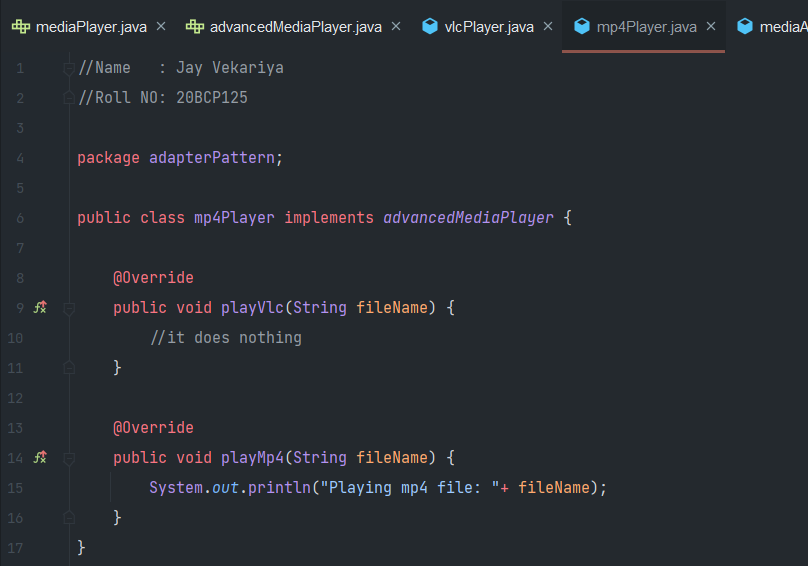 mediaPlayer.java × advancedMediaPlayer.java × vlcPlayer.java × mp4Player.java × mediaA
1 //Name   : Jay Vekariya
2 //Roll NO: 20BCP125
3
4 package adapterPattern;
5
6 public class mp4Player implements advancedMediaPlayer {
7
8     @Override
9     public void playVlc(String fileName) {
10         //it does nothing
11     }
12
13     @Override
14     public void playMp4(String fileName) {
15         System.out.println("Playing mp4 file: "+ fileName);
16     }
17 }